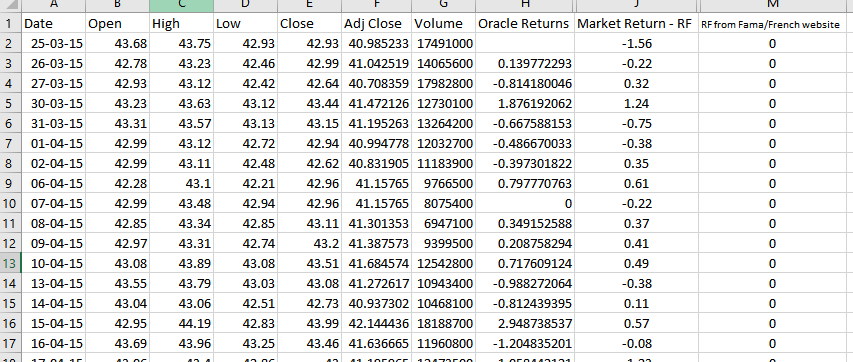 A B C D E F G H J M
1 Date Open High Low Close Adj Close Volume Oracle Returns Market Return - RF RF from Fama/French website
2 25-03-15 43.68 43.75 42.93 42.93 40.985233 17491000 -1.56 0
3 26-03-15 42.78 43.23 42.46 42.99 41.042519 14065600 0.139772293 -0.22 0
4 27-03-15 42.93 43.12 42.42 42.64 40.708359 17982800 -0.814180046 0.32 0
5 30-03-15 43.23 43.63 43.12 43.44 41.472126 12730100 1.876192062 1.24 0
6 31-03-15 43.31 43.57 43.13 43.15 41.195263 13264200 -0.667588153 -0.75 0
7 01-04-15 42.99 43.12 42.72 42.94 40.994778 12032700 -0.486670033 -0.38 0
8 02-04-15 42.99 43.11 42.48 42.62 40.831905 11183900 -0.397301822 0.35 0
9 06-04-15 42.28 43.1 42.21 42.96 41.15765 9766500 0.797770763 0.61 0
10 07-04-15 42.99 43.48 42.94 42.96 41.15765 8075400 0 -0.22 0
11 08-04-15 42.85 43.34 42.85 43.11 41.301353 6947100 0.349152588 0.37 0
12 09-04-15 42.97 43.31 42.74 43.2 41.387573 9399500 0.208758294 0.41 0
13 10-04-15 43.08 43.89 43.08 43.51 41.684574 12542800 0.717609124 0.49 0
14 13-04-15 43.55 43.79 43.03 43.08 41.272617 10943400 -0.988272064 -0.38 0
15 14-04-15 43.04 43.06 42.51 42.73 40.937302 10468100 -0.812439395 0.11 0
16 15-04-15 42.95 44.19 42.83 43.99 42.144436 18188700 2.948738537 0.57 0
17 16-04-15 43.69 43.96 43.25 43.46 41.636665 11960800 -1.204835201 -0.08 0